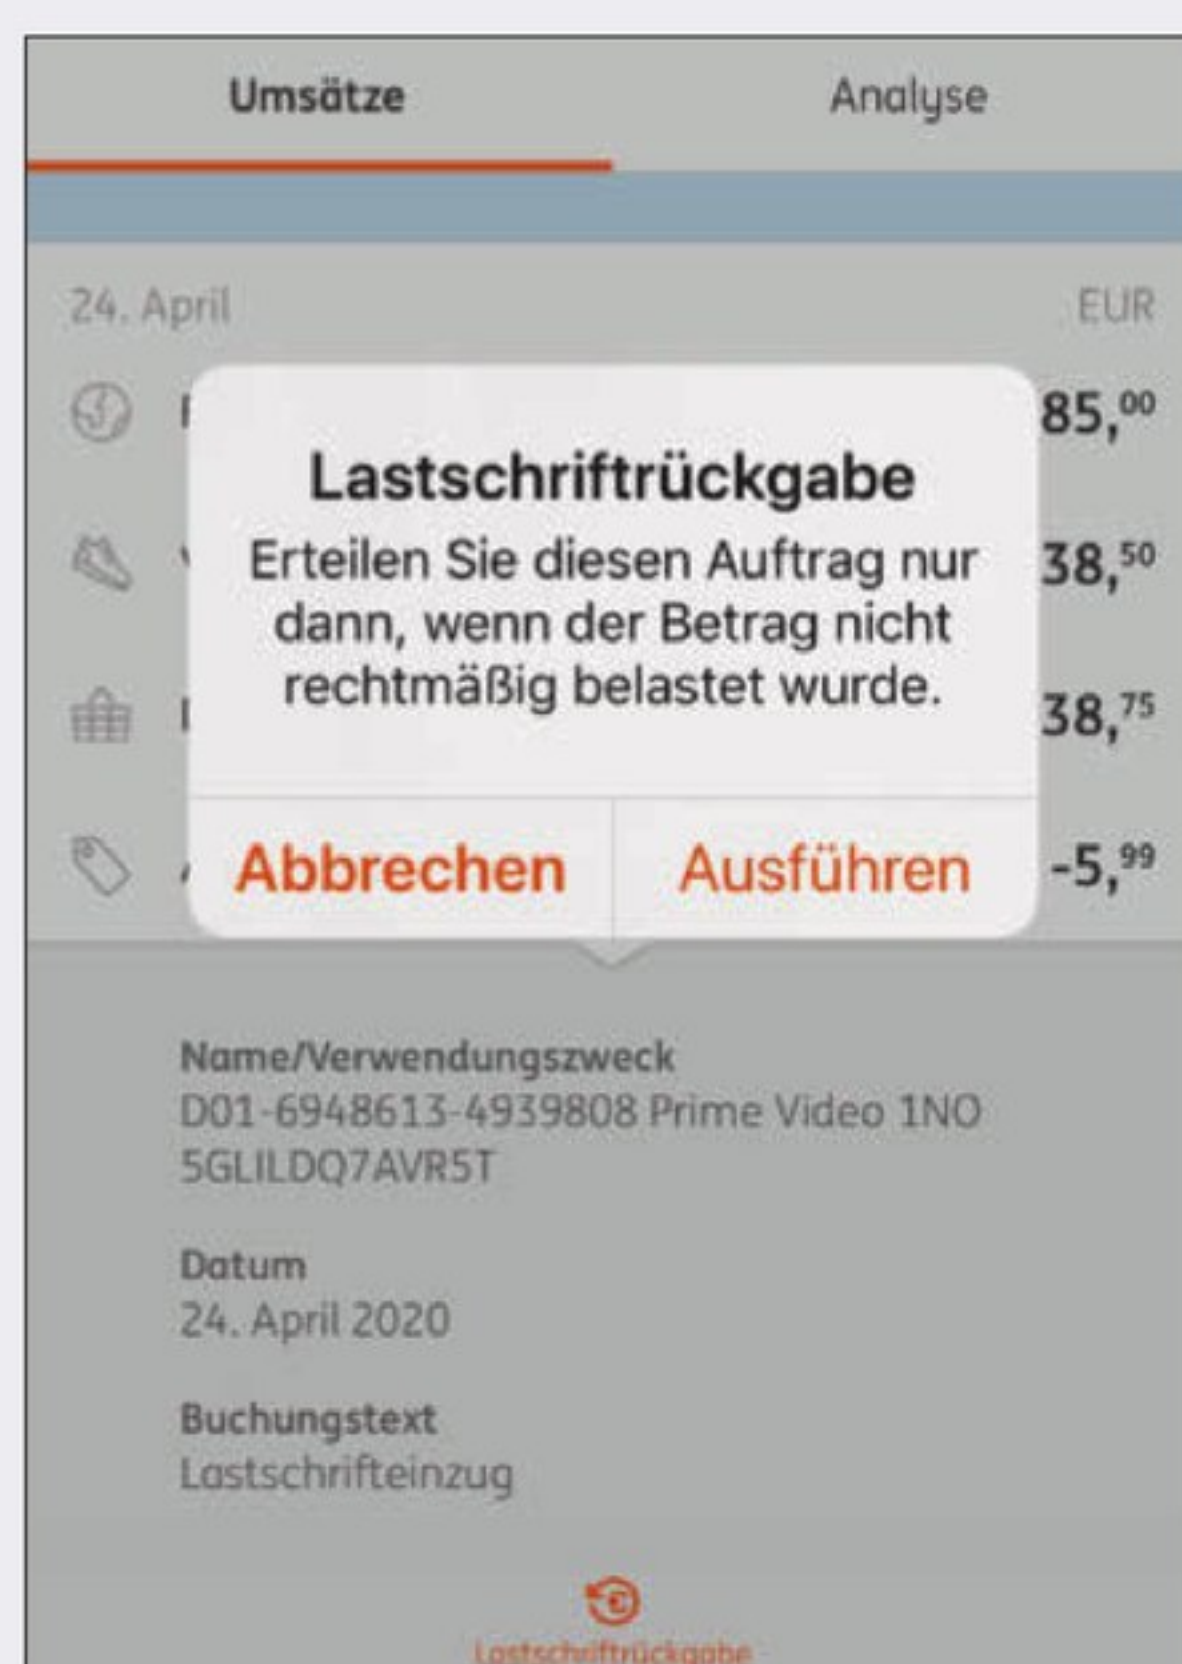 Umsätze Analyse
24. April EUR
85,00
38,50
38,75
-5,99
Lastschriftrückgabe
Erteilen Sie diesen Auftrag nur
dann, wenn der Betrag nicht
rechtmäßig belastet wurde.
Abbrechen Ausführen
Name/Verwendungszweck
D01-6948613-4939808 Prime Video 1NO
5GLILDQ7AVR5T
Datum
24. April 2020
Buchungstext
Lastschrifteinzug
Lastschriftrückgabe